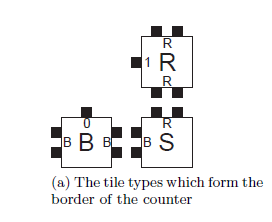 R
1 R
R
0
B B B
R
B S
(a) The tile types which form the
border of the counter